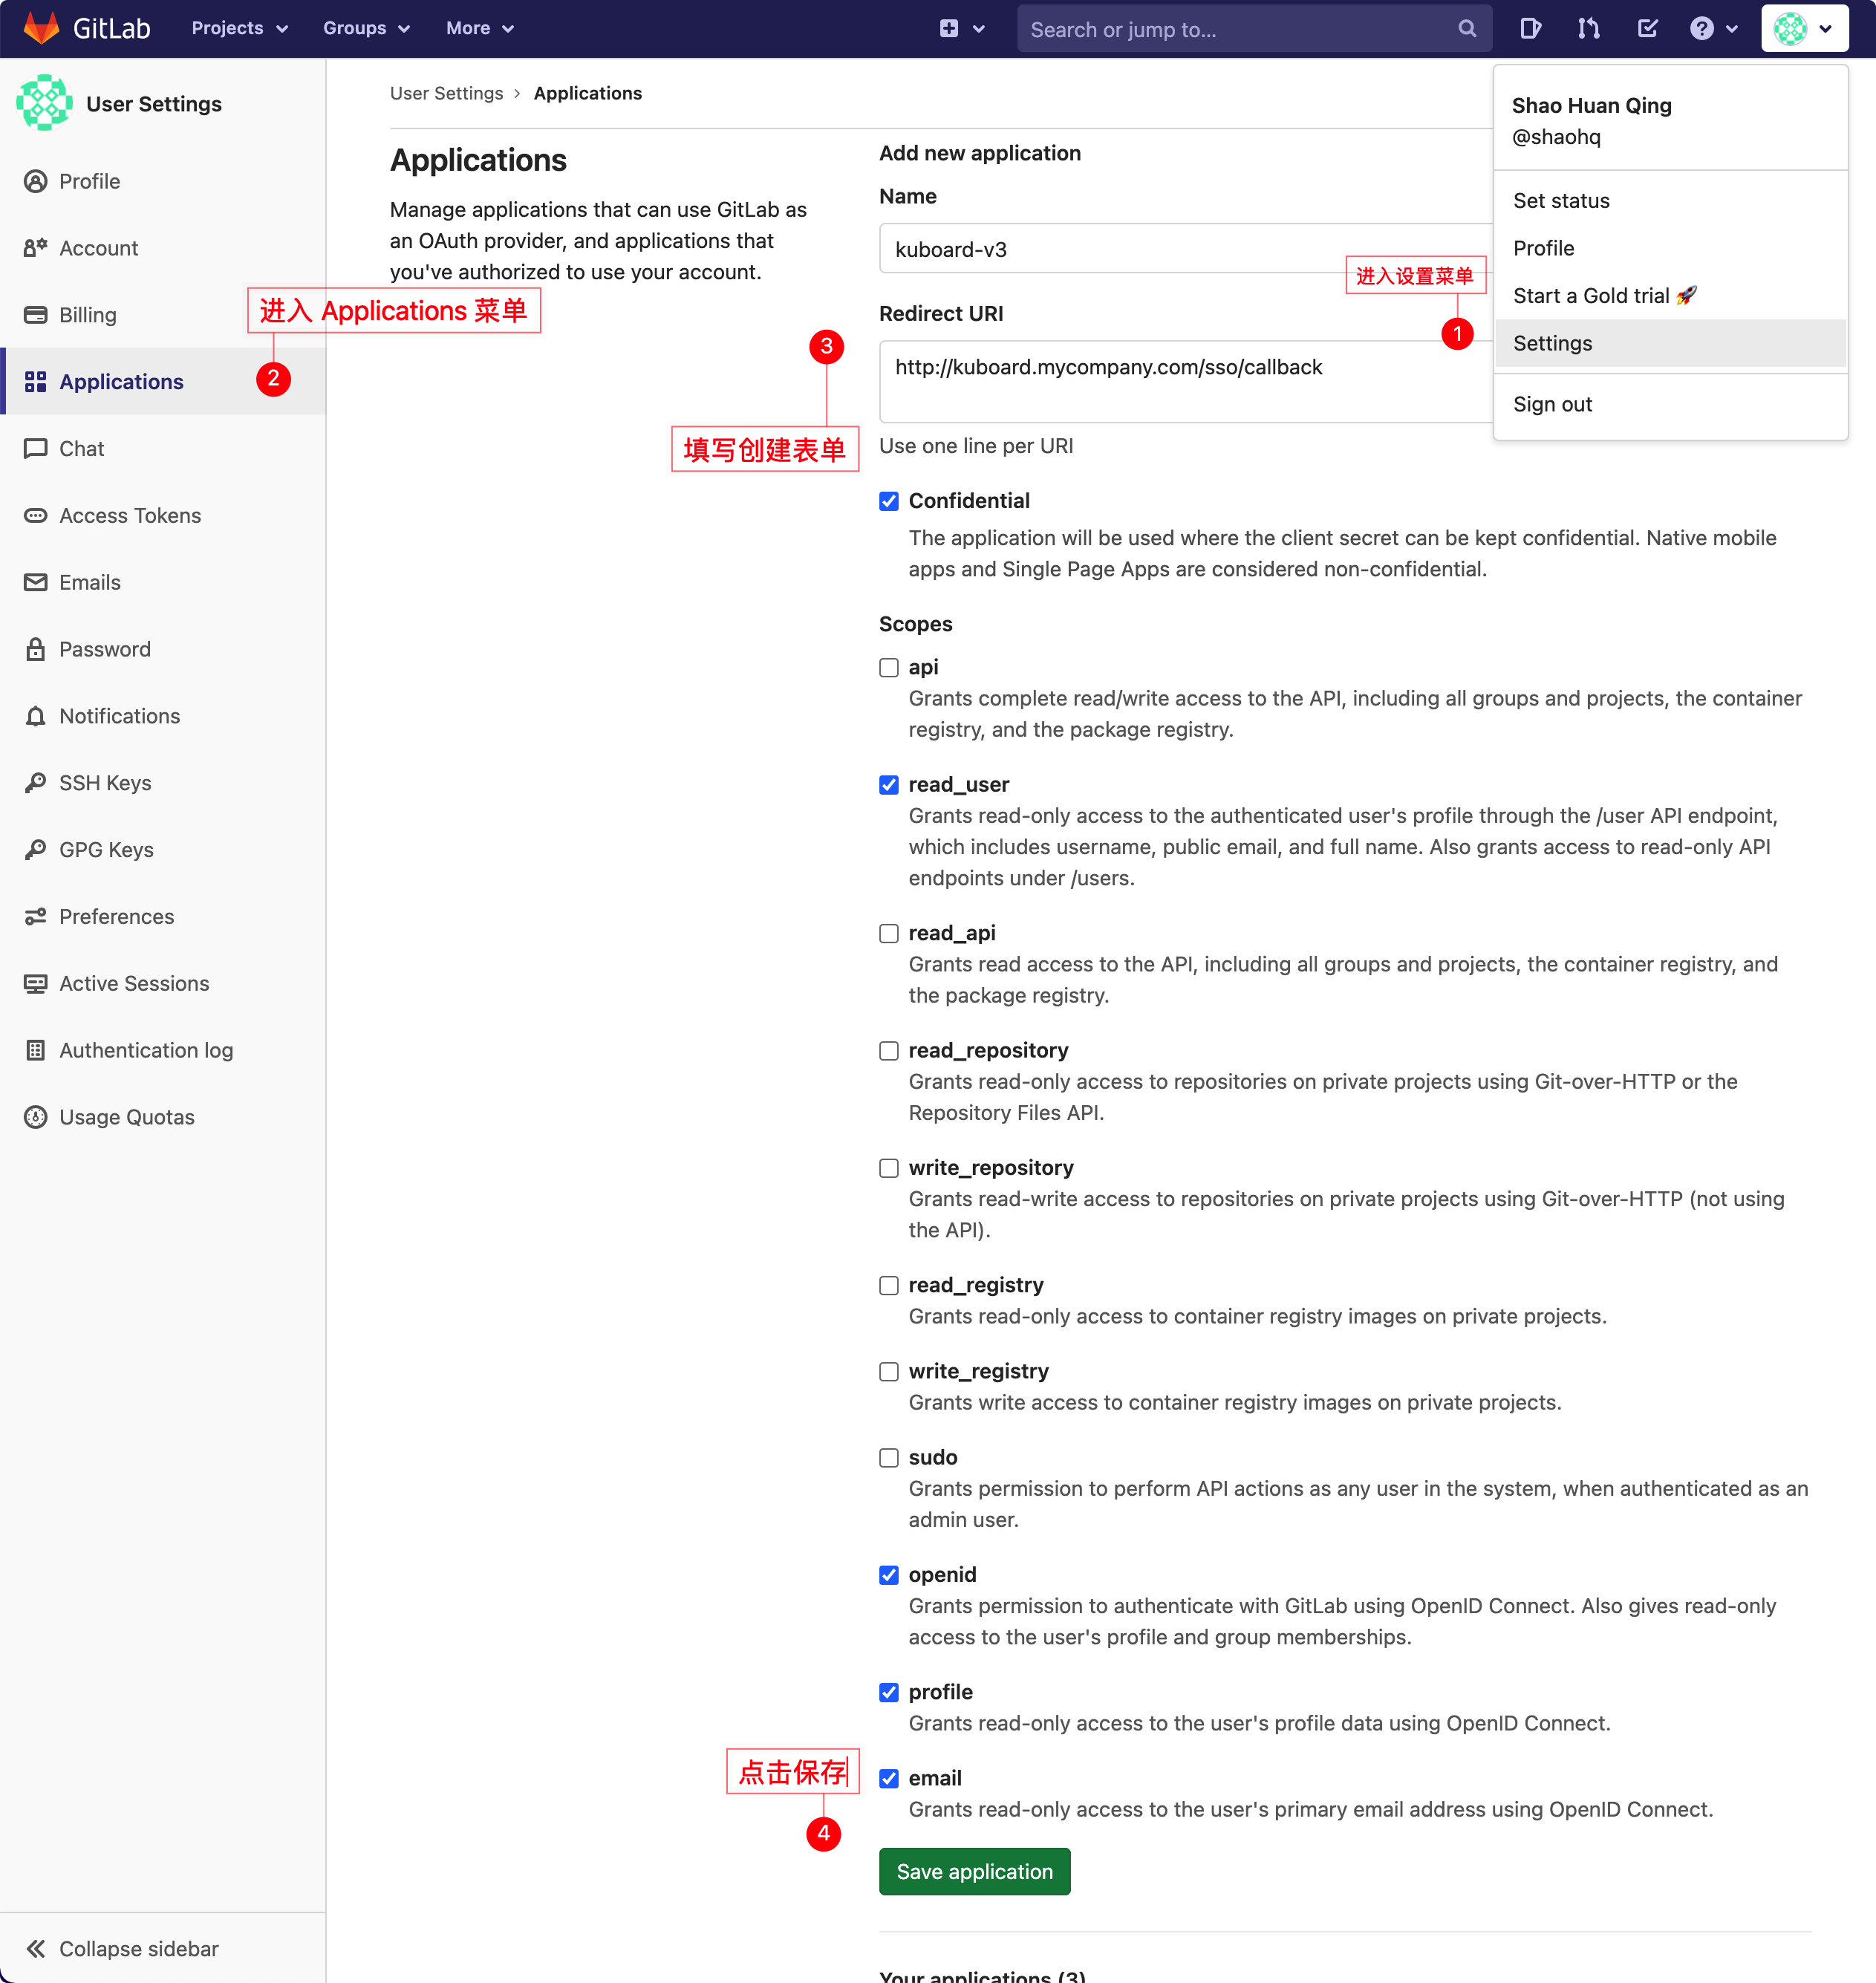 GitLab
Projects
Groups
More
Search or jump to...
User Settings
Profile
Account
Billing
Applications
Chat
Access Tokens
Emails
Password
Notifications
SSH Keys
GPG Keys
Preferences
Active Sessions
Authentication log
Usage Quotas
Collapse sidebar
进入 Applications 菜单
2
User Settings › Applications
Applications
Manage applications that can use GitLab as
an OAuth provider, and applications that
you've authorized to use your account.
3
填写创建表单
Add new application
Name
kuboard-v3
进入设置菜单
1
Redirect URI
http://kuboard.mycompany.com/sso/callback
Use one line per URI
Shao Huan Qing
@shaohq
Set status
Profile
Start a Gold trial 🚀
Settings
Sign out
Confidential
The application will be used where the client secret can be kept confidential. Native mobile
apps and Single Page Apps are considered non-confidential.
Scopes
api
Grants complete read/write access to the API, including all groups and projects, the container
registry, and the package registry.
read_user
Grants read-only access to the authenticated user's profile through the /user API endpoint,
which includes username, public email, and full name. Also grants access to read-only API
endpoints under /users.
read_api
Grants read access to the API, including all groups and projects, the container registry, and
the package registry.
read_repository
Grants read-only access to repositories on private projects using Git-over-HTTP or the
Repository Files API.
write_repository
Grants read-write access to repositories on private projects using Git-over-HTTP (not using
the API).
read_registry
Grants read-only access to container registry images on private projects.
write_registry
Grants write access to container registry images on private projects.
sudo
Grants permission to perform API actions as any user in the system, when authenticated as an
admin user.
openid
Grants permission to authenticate with GitLab using OpenID Connect. Also gives read-only
access to the user's profile and group memberships.
profile
Grants read-only access to the user's profile data using OpenID Connect.
点击保存
4
email
Grants read-only access to the user's primary email address using OpenID Connect.
Save application
Your applications (3)